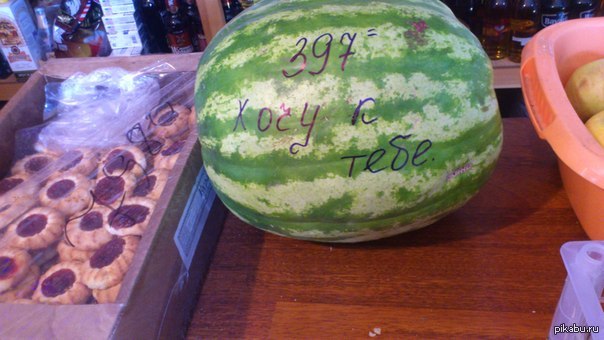 397=
хочу к
тебе.
pikabu.ru